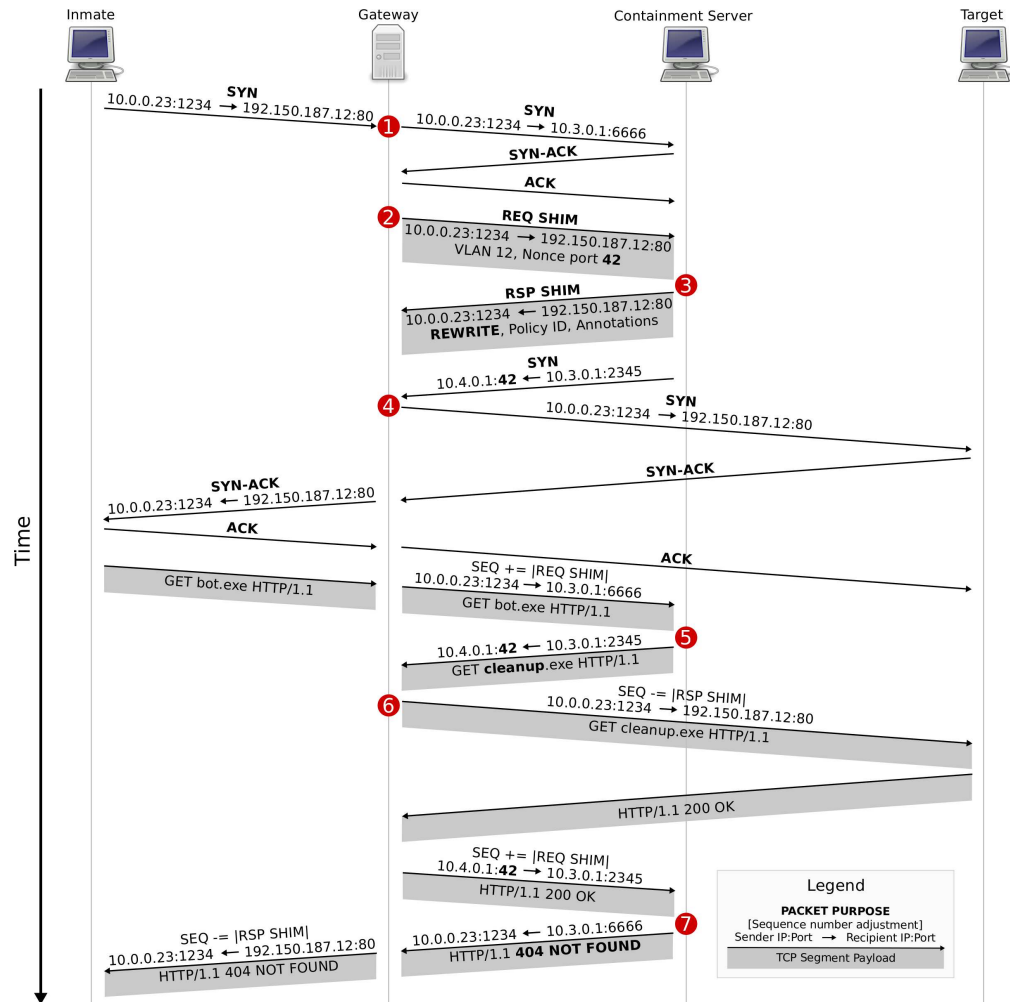 Inmate
Gateway
Containment Server
Target
Time
SYN
10.0.0.23:1234 → 192.150.187.12:80
1
SYN
10.0.0.23:1234 → 10.3.0.1:6666
SYN-ACK
ACK
2
REQ SHIM
10.0.0.23:1234 → 192.150.187.12:80
VLAN 12, Nonce port 42
3
RSP SHIM
10.0.0.23:1234 ← 192.150.187.12:80
REWRITE, Policy ID, Annotations
SYN
10.4.0.1:42 ← 10.3.0.1:2345
4
SYN
10.0.0.23:1234 → 192.150.187.12:80
SYN-ACK
SYN-ACK
10.0.0.23:1234 ← 192.150.187.12:80
ACK
ACK
GET bot.exe HTTP/1.1
SEQ += |REQ SHIM|
10.0.0.23:1234 → 10.3.0.1:6666
GET bot.exe HTTP/1.1
5
10.4.0.1:42 ← 10.3.0.1:2345
GET cleanup.exe HTTP/1.1
6
SEQ -= |RSP SHIM|
10.0.0.23:1234 → 192.150.187.12:80
GET cleanup.exe HTTP/1.1
HTTP/1.1 200 OK
SEQ += |REQ SHIM|
10.4.0.1:42 → 10.3.0.1:2345
HTTP/1.1 200 OK
7
10.0.0.23:1234 ← 10.3.0.1:6666
HTTP/1.1 404 NOT FOUND
SEQ -= |RSP SHIM|
10.0.0.23:1234 ← 192.150.187.12:80
HTTP/1.1 404 NOT FOUND
Legend
PACKET PURPOSE
[Sequence number adjustment]
Sender IP:Port → Recipient IP:Port
TCP Segment Payload